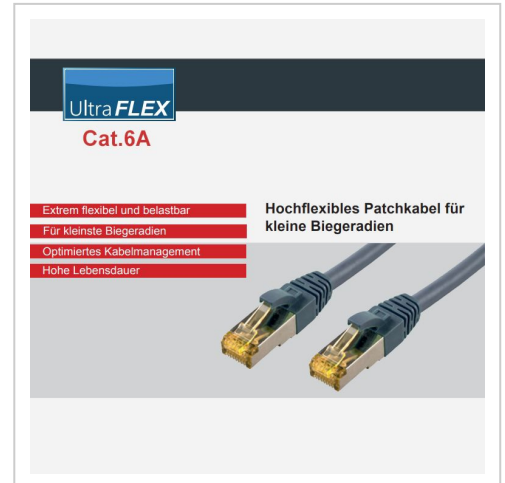 Ultra FLEX
Cat.6A
Extrem flexibel und belastbar
Für kleinste Biegeradien
Optimiertes Kabelmanagement
Hohe Lebensdauer
Hochflexibles Patchkabel für
kleine Biegeradien